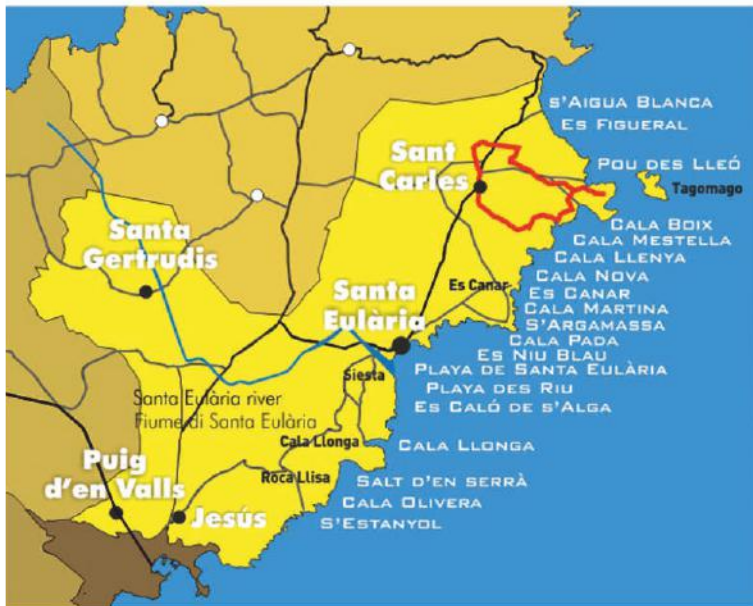 s'Aigua Blanca
Es Figueral
Sant
Carles
Pou des Lleó
Tagomago
Cala Boix
Cala Mestella
Cala Llenya
Cala Nova
Es Canar
Es Canar
Cala Martina
S'Argamassa
Cala Pada
Es Niu Blau
Playa de Santa Eulària
Playa des Riu
Es Caló de s'Alga
Santa
Gertrudis
Santa
Eulària
Siesta
Santa Eulària river
Fiume di Santa Eulària
Cala Llonga
Cala Llonga
Roca Llisa
Salt d'en Serrà
Cala Olivera
S'Estanyol
Puig
d'en Valls
Jesús